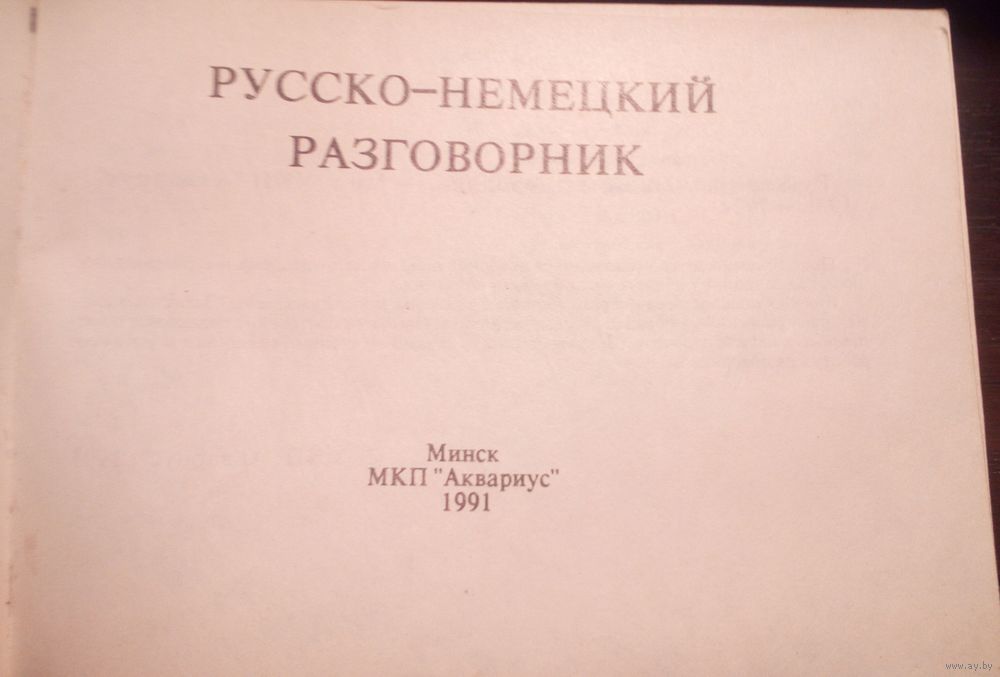 РУССКО–НЕМЕЦКИЙ
РАЗГОВОРНИК
Минск
МКП "Аквариус"
1991
www.ay.by